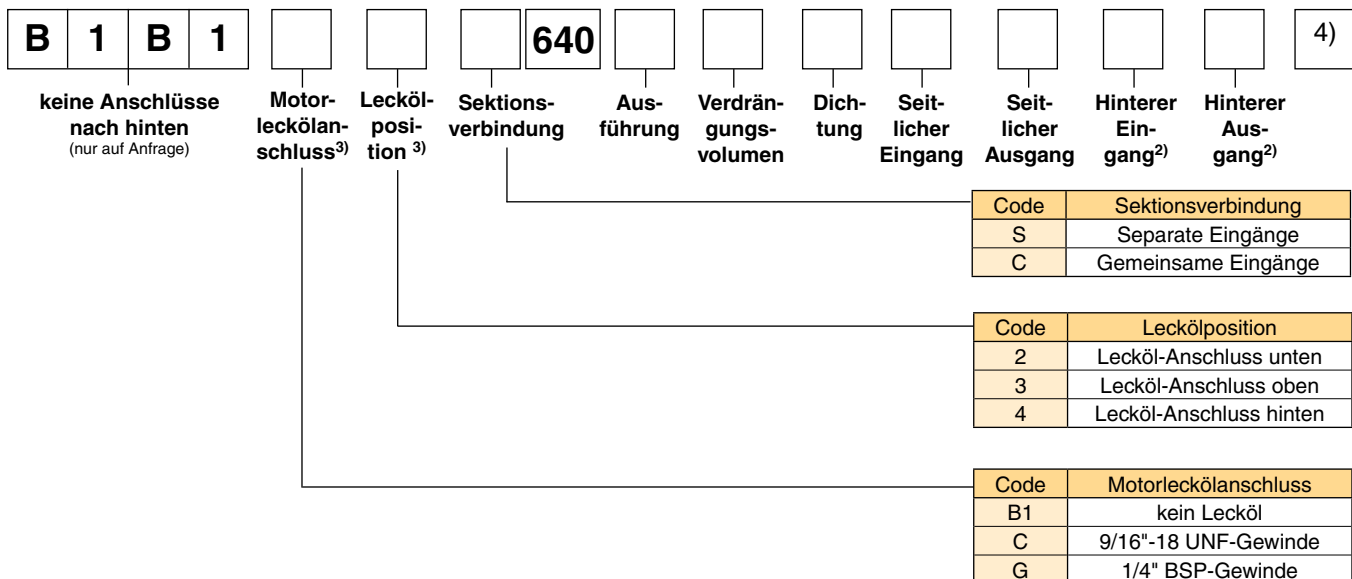 B 1 B 1 640 4)
keine Anschlüsse
nach hinten
(nur auf Anfrage)
Motor-
leckölan-
schluss3)
Lecköl-
posi-
tion 3)
Sektions-
verbindung
Aus-
führung
Verdrän-
gungs-
volumen
Dich-
tung
Seit-
licher
Eingang
Seit-
licher
Ausgang
Hinterer
Ein-
gang2)
Hinterer
Aus-
gang2)
Code Sektionsverbindung
S Separate Eingänge
C Gemeinsame Eingänge
Code Leckölposition
2 Lecköl-Anschluss unten
3 Lecköl-Anschluss oben
4 Lecköl-Anschluss hinten
Code Motorleckölanschluss
B1 kein Lecköl
C 9/16"-18 UNF-Gewinde
G 1/4" BSP-Gewinde